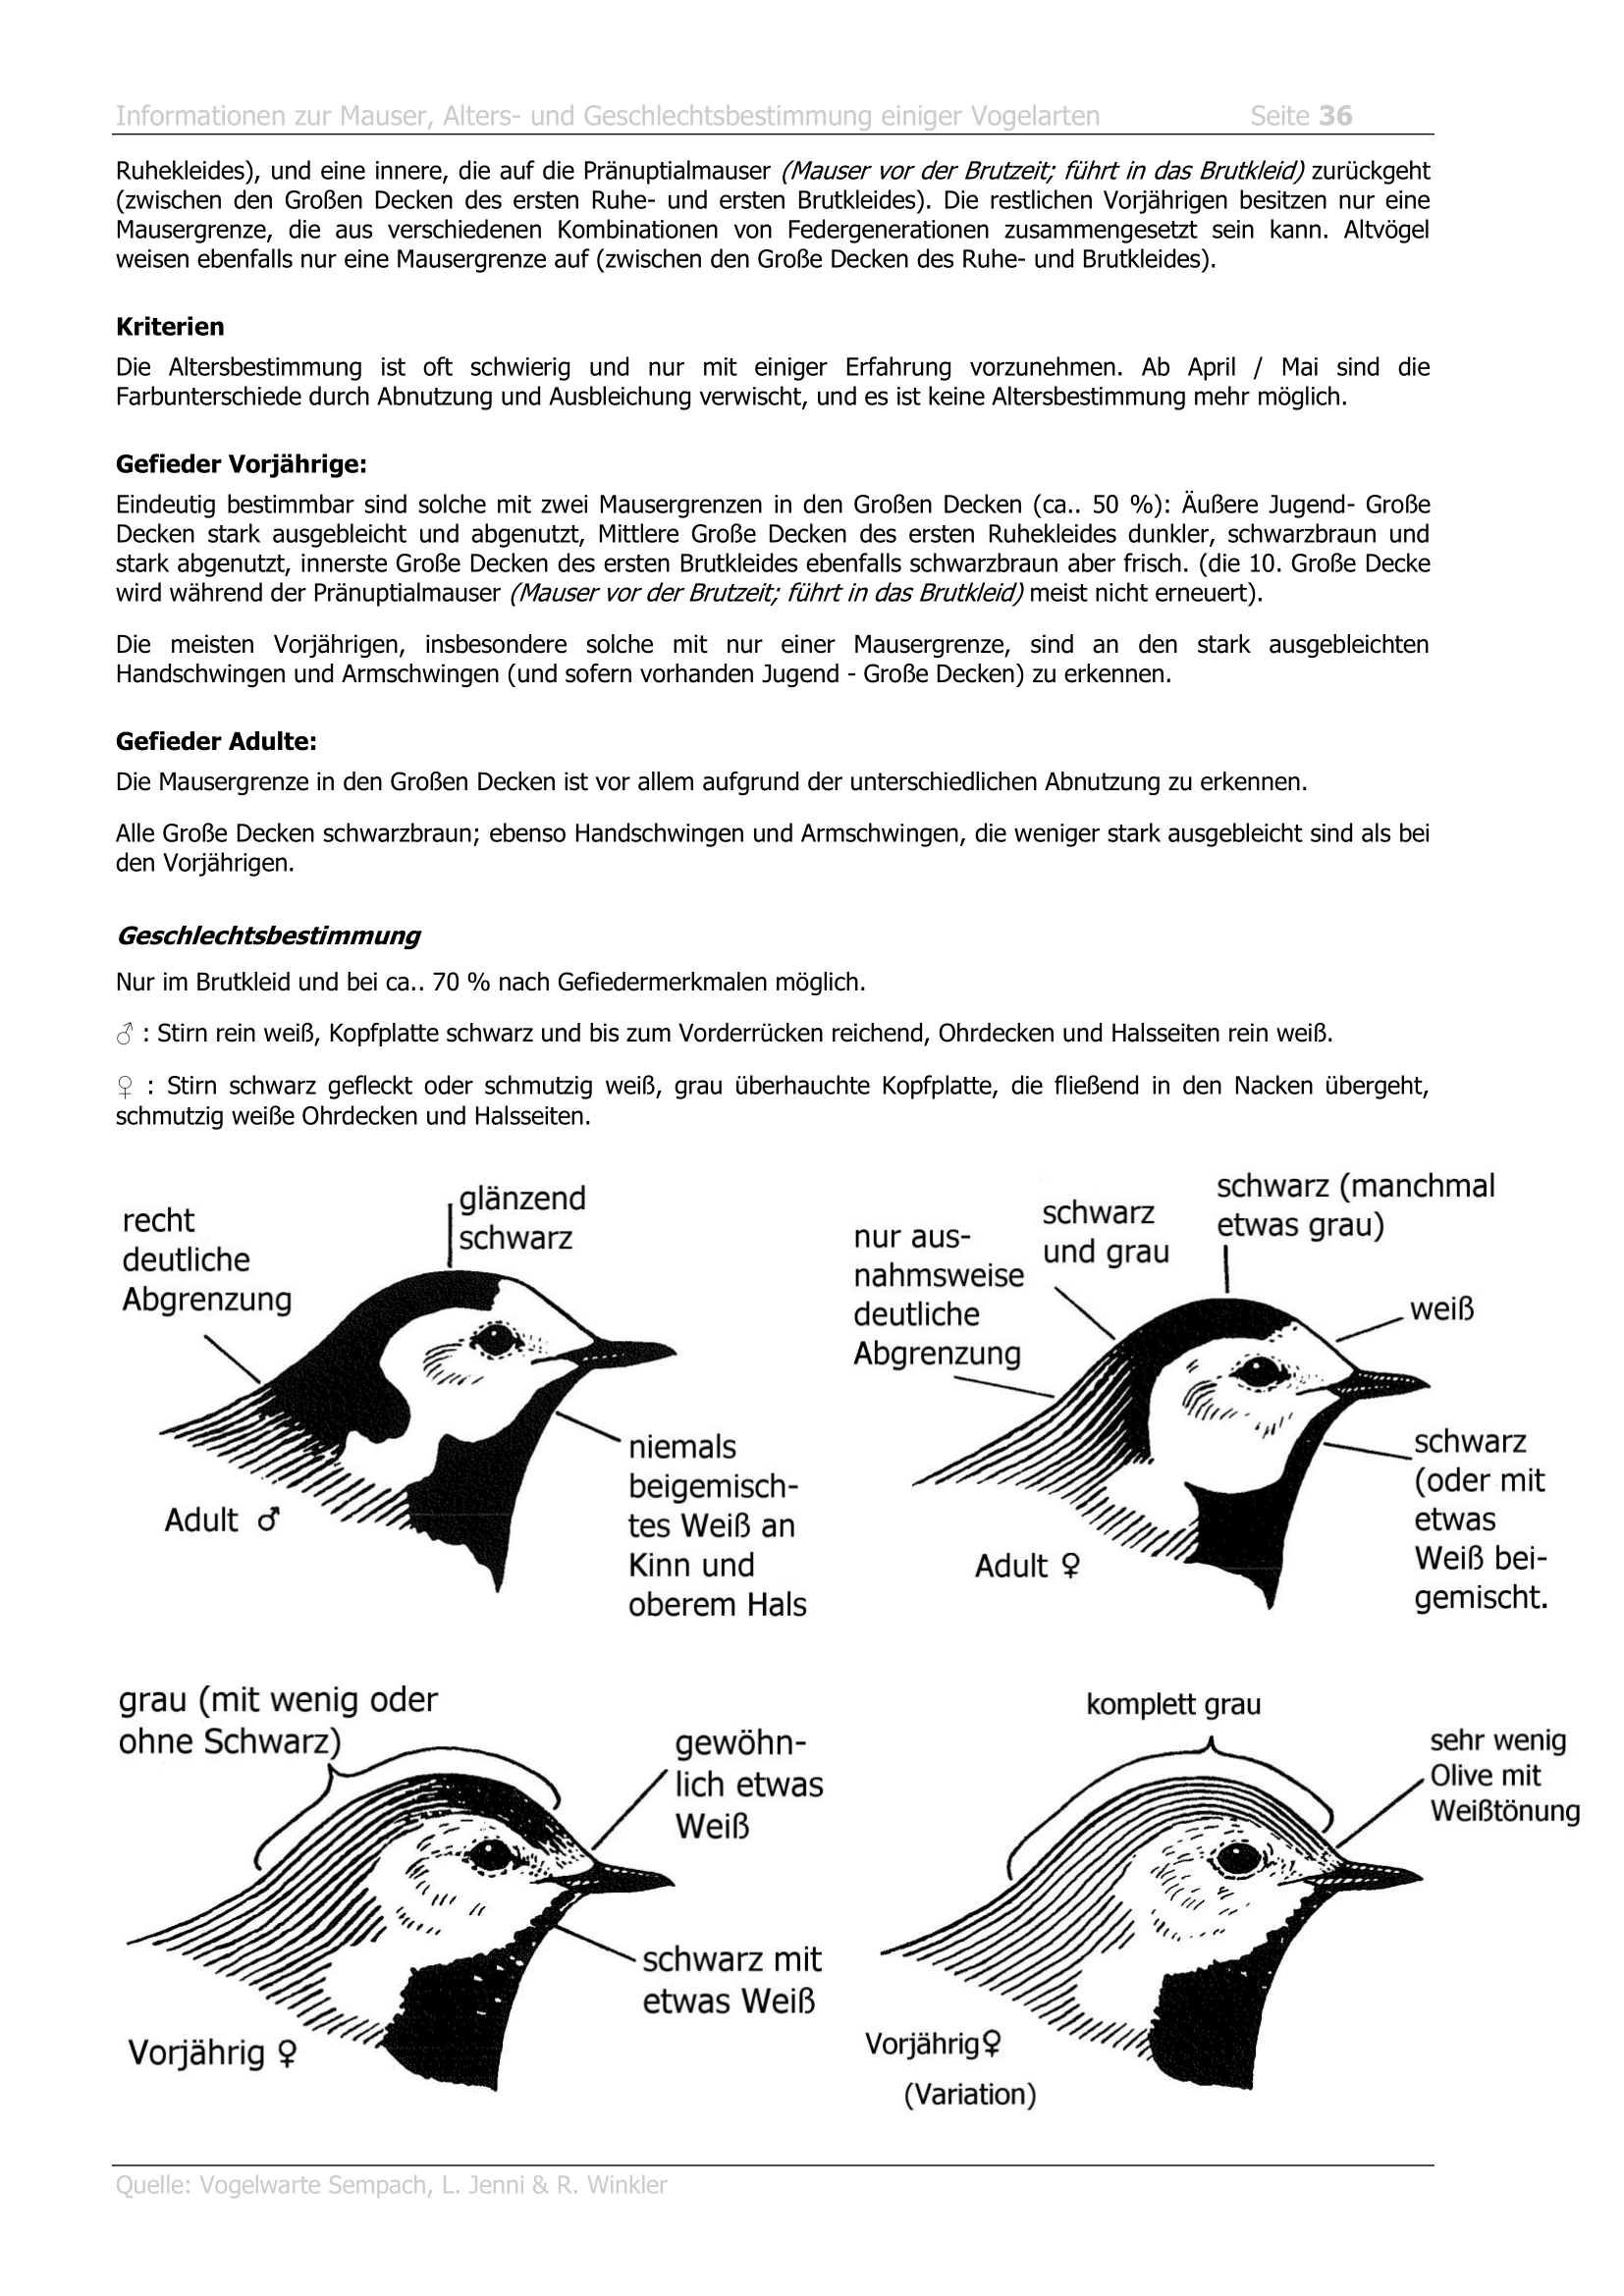 Informationen zur Mauser, Alters- und Geschlechtsbestimmung einiger Vogelarten Seite 36
Ruhekleides), und eine innere, die auf die Pränuptialmauser (Mauser vor der Brutzeit; führt in das Brutkleid) zurückgeht
(zwischen den Großen Decken des ersten Ruhe- und ersten Brutkleides). Die restlichen Vorjährigen besitzen nur eine
Mausergrenze, die aus verschiedenen Kombinationen von Federgenerationen zusammengesetzt sein kann. Altvögel
weisen ebenfalls nur eine Mausergrenze auf (zwischen den Große Decken des Ruhe- und Brutkleides).
Kriterien
Die Altersbestimmung ist oft schwierig und nur mit einiger Erfahrung vorzunehmen. Ab April / Mai sind die
Farbunterschiede durch Abnutzung und Ausbleichung verwischt, und es ist keine Altersbestimmung mehr möglich.
Gefieder Vorjährige:
Eindeutig bestimmbar sind solche mit zwei Mausergrenzen in den Großen Decken (ca.. 50 %): Äußere Jugend- Große
Decken stark ausgebleicht und abgenutzt, Mittlere Große Decken des ersten Ruhekleides dunkler, schwarzbraun und
stark abgenutzt, innerste Große Decken des ersten Brutkleides ebenfalls schwarzbraun aber frisch. (die 10. Große Decke
wird während der Pränuptialmauser (Mauser vor der Brutzeit; führt in das Brutkleid) meist nicht erneuert).
Die meisten Vorjährigen, insbesondere solche mit nur einer Mausergrenze, sind an den stark ausgebleichten
Handschwingen und Armschwingen (und sofern vorhanden Jugend - Große Decken) zu erkennen.
Gefieder Adulte:
Die Mausergrenze in den Großen Decken ist vor allem aufgrund der unterschiedlichen Abnutzung zu erkennen.
Alle Große Decken schwarzbraun; ebenso Handschwingen und Armschwingen, die weniger stark ausgebleicht sind als bei
den Vorjährigen.
Geschlechtsbestimmung
Nur im Brutkleid und bei ca.. 70 % nach Gefiedermerkmalen möglich.
♂ : Stirn rein weiß, Kopfplatte schwarz und bis zum Vorderrücken reichend, Ohrdecken und Halsseiten rein weiß.
♀ : Stirn schwarz gefleckt oder schmutzig weiß, grau überhauchte Kopfplatte, die fließend in den Nacken übergeht,
schmutzig weiße Ohrdecken und Halsseiten.
recht
deutliche
Abgrenzung
glänzend
schwarz
niemals
beigemisch-
tes Weiß an
Kinn und
oberem Hals
Adult ♂
nur aus-
nahmsweise
deutliche
Abgrenzung
schwarz
und grau
schwarz (manchmal
etwas grau)
weiß
schwarz
(oder mit
etwas
Weiß bei-
gemischt.
Adult ♀
grau (mit wenig oder
ohne Schwarz)
gewöhn-
lich etwas
Weiß
schwarz mit
etwas Weiß
Vorjährig ♀
komplett grau
sehr wenig
Olive mit
Weißtönung
Vorjährig♀
(Variation)
Quelle: Vogelwarte Sempach, L. Jenni & R. Winkler